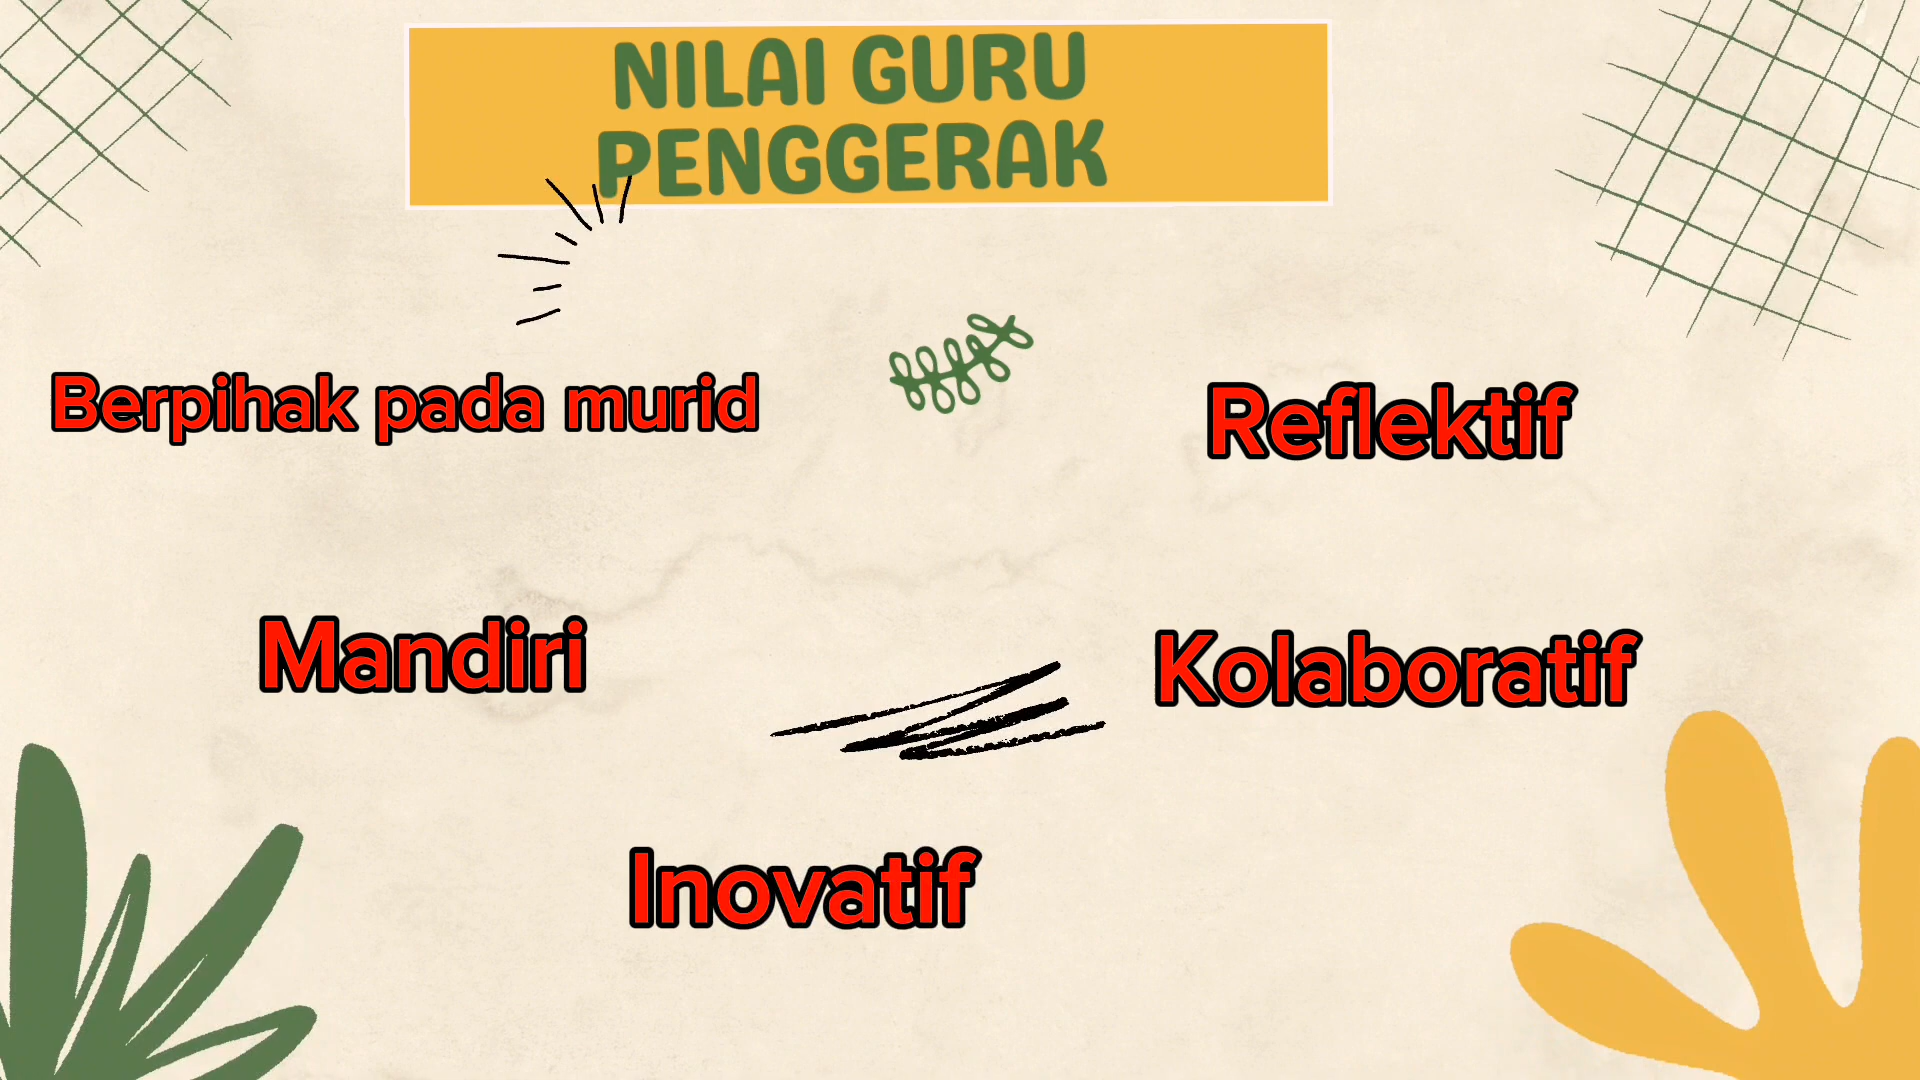 NILAI GURU
PENGGERAK
Berpihak pada murid
Reflektif
Mandiri
Kolaboratif
Inovatif